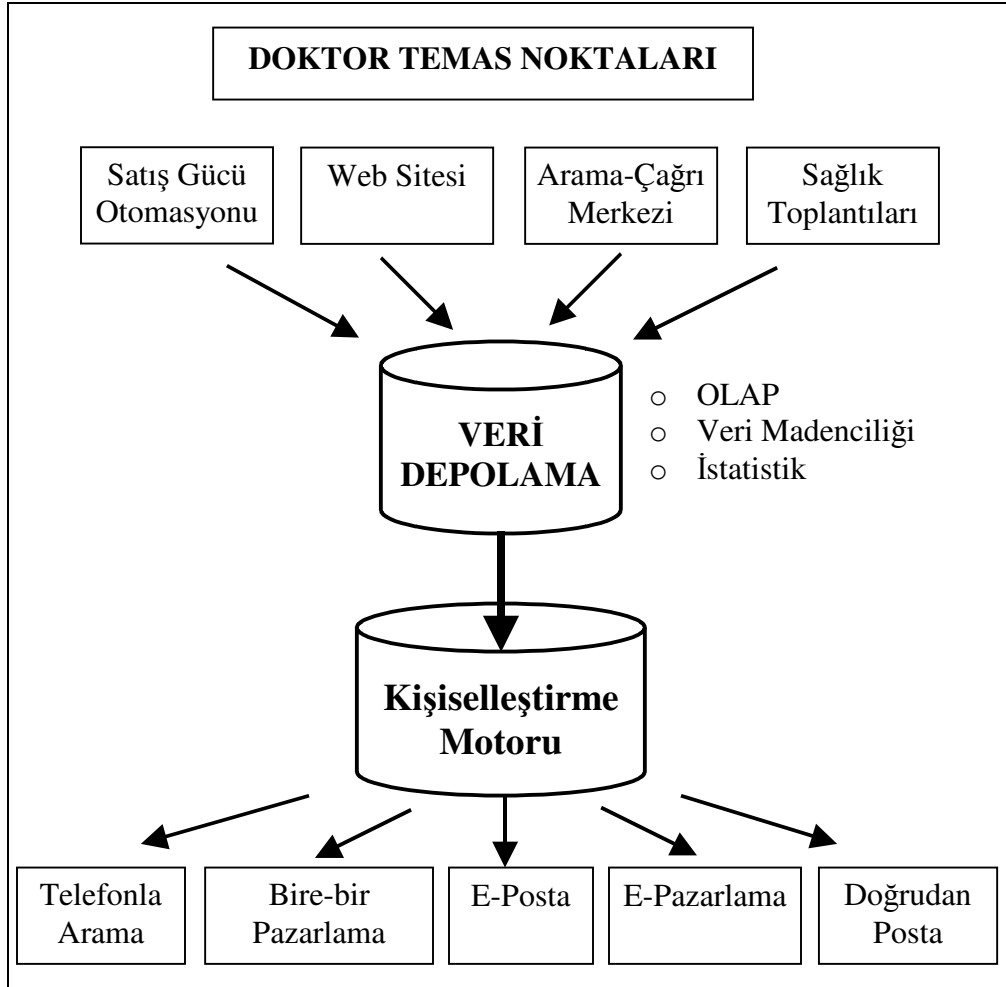 DOKTOR TEMAS NOKTALARI
Satış Gücü
Otomasyonu
Web Sitesi
Arama-Çağrı
Merkezi
Sağlık
Toplantıları
VERİ
DEPOLAMA
o OLAP
o Veri Madenciliği
o İstatistik
Kişiselleştirme
Motoru
Telefonla
Arama
Bire-bir
Pazarlama
E-Posta
E-Pazarlama
Doğrudan
Posta